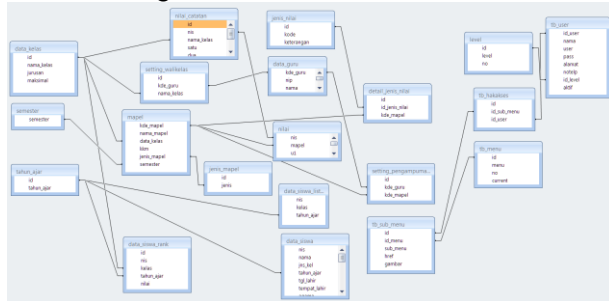 nilai_catatan
id
nis
nama_kelas
satu
dua
jenis_nilai
id
kode
keterangan
level
id
level
no
tb_user
id_user
nama
user
pass
alamat
notelp
id_level
aktif
data_kelas
id
nama_kelas
jurusan
maksimal
setting_walikelas
id
kde_guru
nama_kelas
data_guru
kde_guru
nip
nama
detail_jenis_nilai
id
id_jenis_nilai
kde_mapel
tb_hakakses
id
id_sub_menu
id_user
semester
semester
mapel
kde_mapel
nama_mapel
data_kelas
kkm
jenis_mapel
semester
nilai
nis
mapel
tb_menu
id
menu
no
current
tahun_ajar
id
tahun_ajar
jenis_mapel
id
jenis
setting_pengampuma...
id
kde_guru
kde_mapel
data_siswa_hist...
nis
kelas
tahun_ajar
tb_sub_menu
id
id_menu
sub_menu
href
gambar
data_siswa_rank
id
nis
kelas
tahun_ajar
nilai
data_siswa
nis
nama
jns_kel
tahun_ajar
tgl_lahir
tempat_lahir